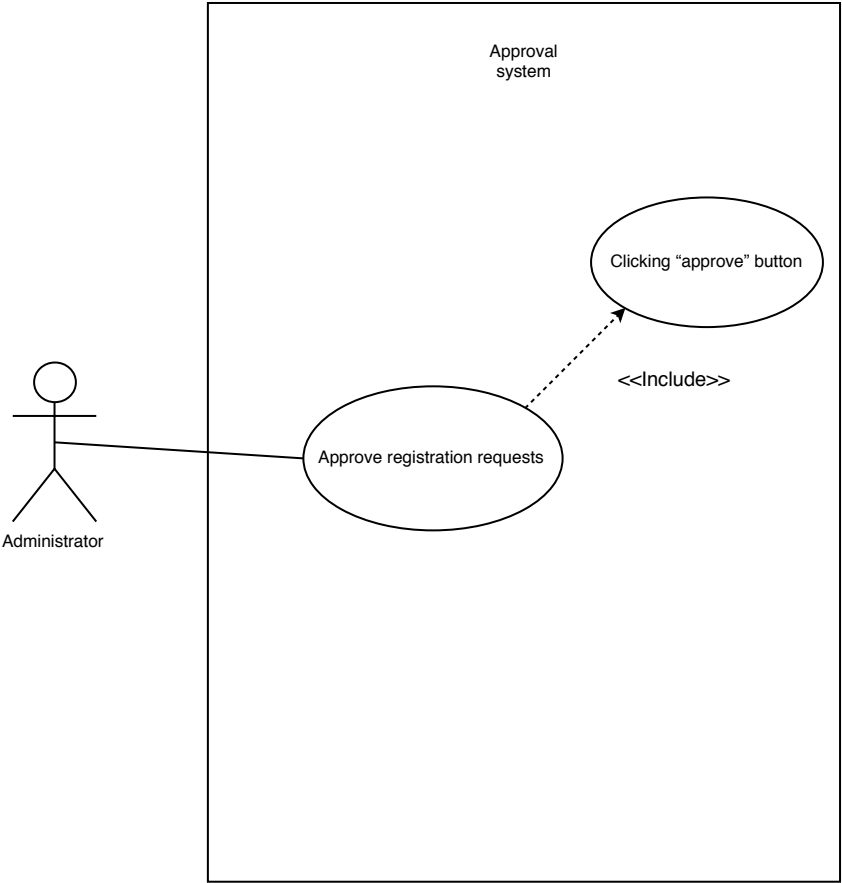 Approval
system
Clicking “approve” button
<<Include>>
Approve registration requests
Administrator